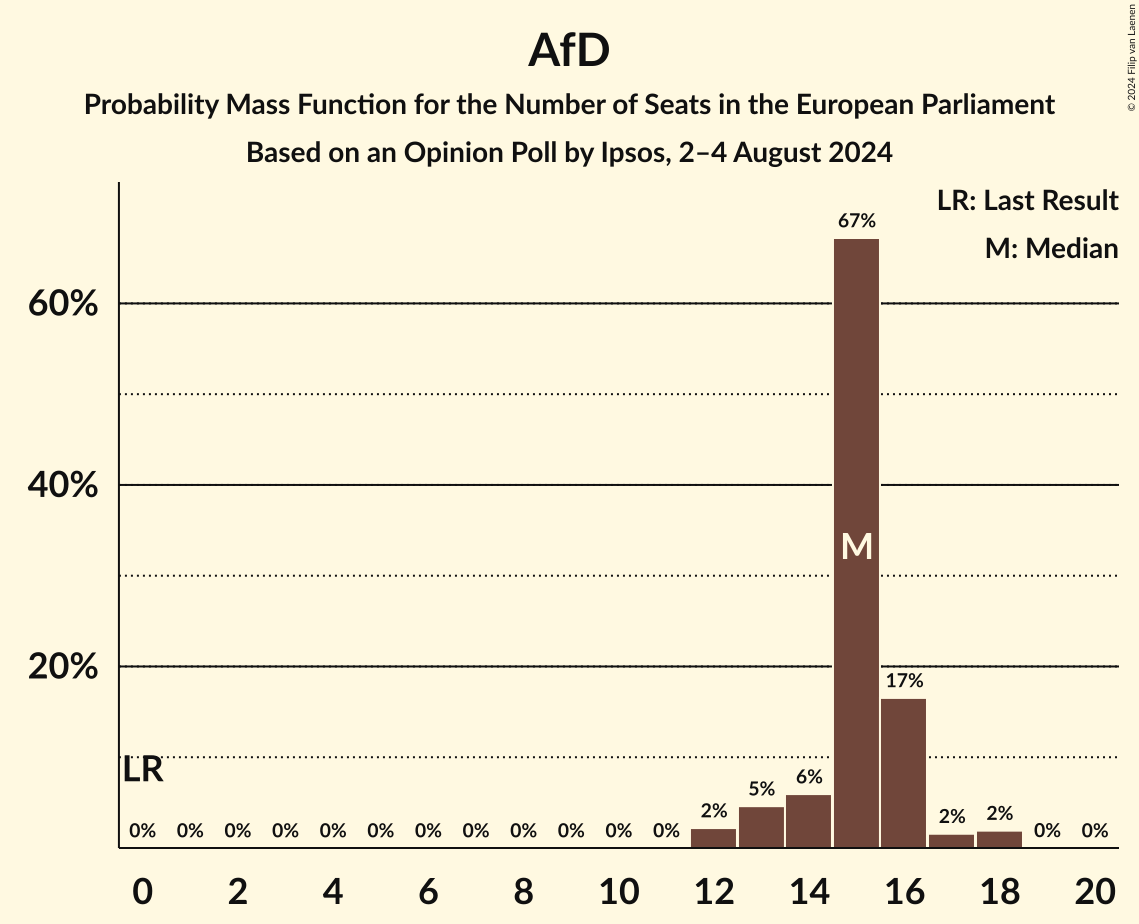 AfD
Probability Mass Function for the Number of Seats in the European Parliament
Based on an Opinion Poll by Ipsos, 2–4 August 2024
© 2024 Filip van Laenen
LR: Last Result
M: Median
67%
60%
40%
M
20%
17%
LR
6%
5%
2%
2%
2%
0% 0% 0% 0% 0% 0% 0% 0% 0% 0% 0% 0% 0% 0%
0 2 4 6 8 10 12 14 16 18 20